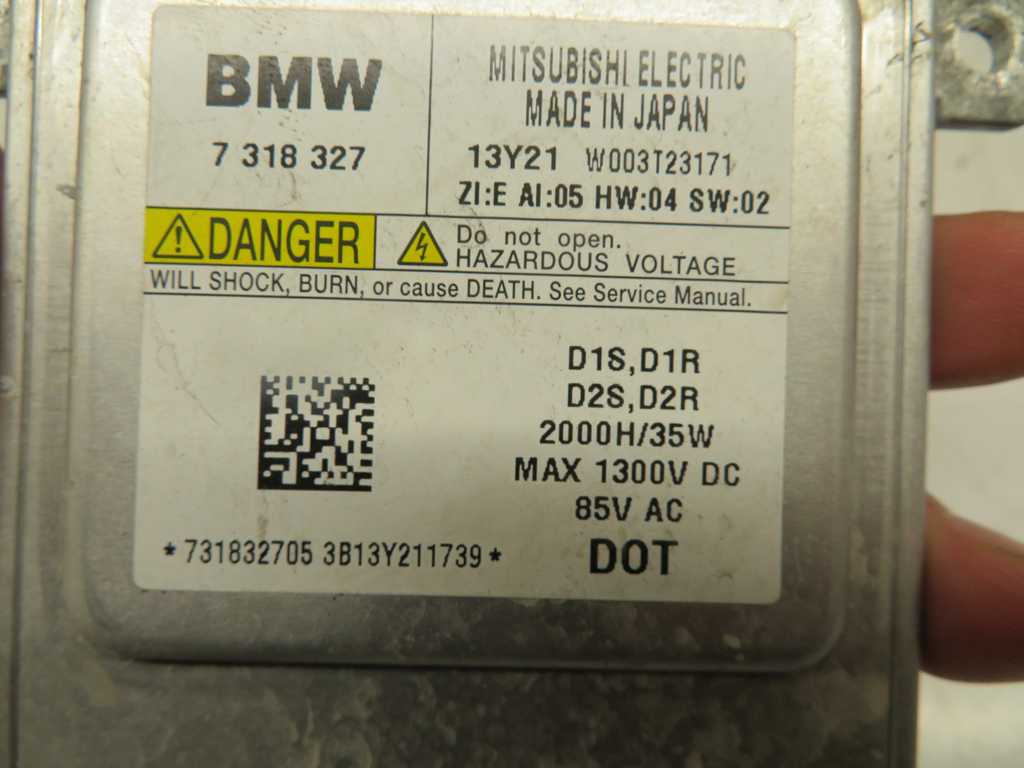 BMW
7 318 327
MITSUBISHI ELECTRIC
MADE IN JAPAN
13Y21 W003T23171
ZI:E AI:05 HW:04 SW:02
DANGER
Do not open.
HAZARDOUS VOLTAGE
WILL SHOCK, BURN, or cause DEATH. See Service Manual.
D1S,D1R
D2S,D2R
2000H/35W
MAX 1300V DC
85V AC
DOT
*731832705 3B13Y211739*